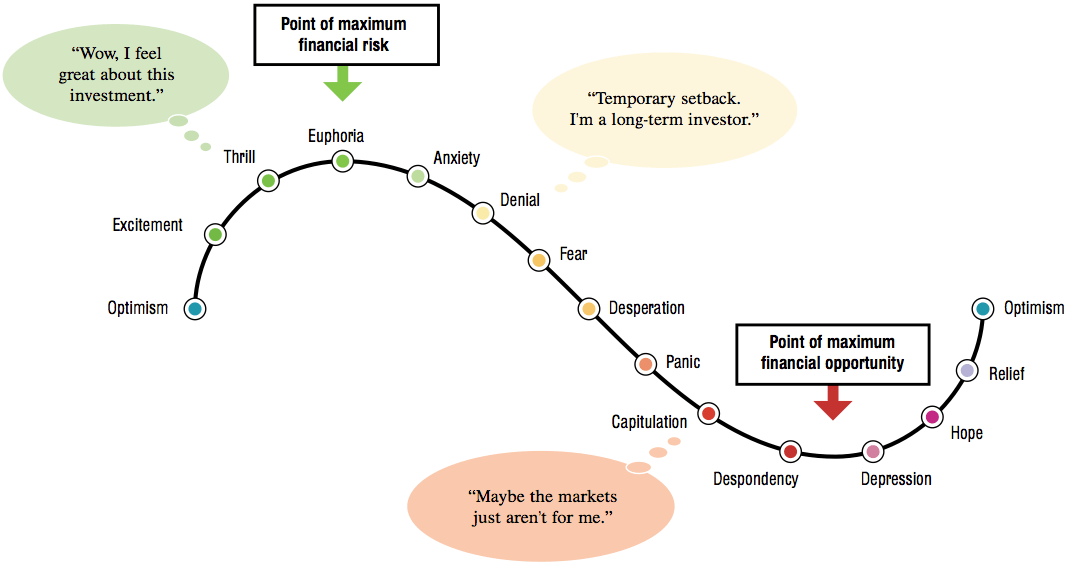 Point of maximum
financial risk
“Wow, I feel
great about this
investment.”
“Temporary setback.
I'm a long-term investor.”
Euphoria
Thrill
Anxiety
Denial
Excitement
Fear
Optimism
Desperation
Optimism
Point of maximum
financial opportunity
Panic
Relief
Capitulation
Hope
Despondency
Depression
“Maybe the markets
just aren’t for me.”